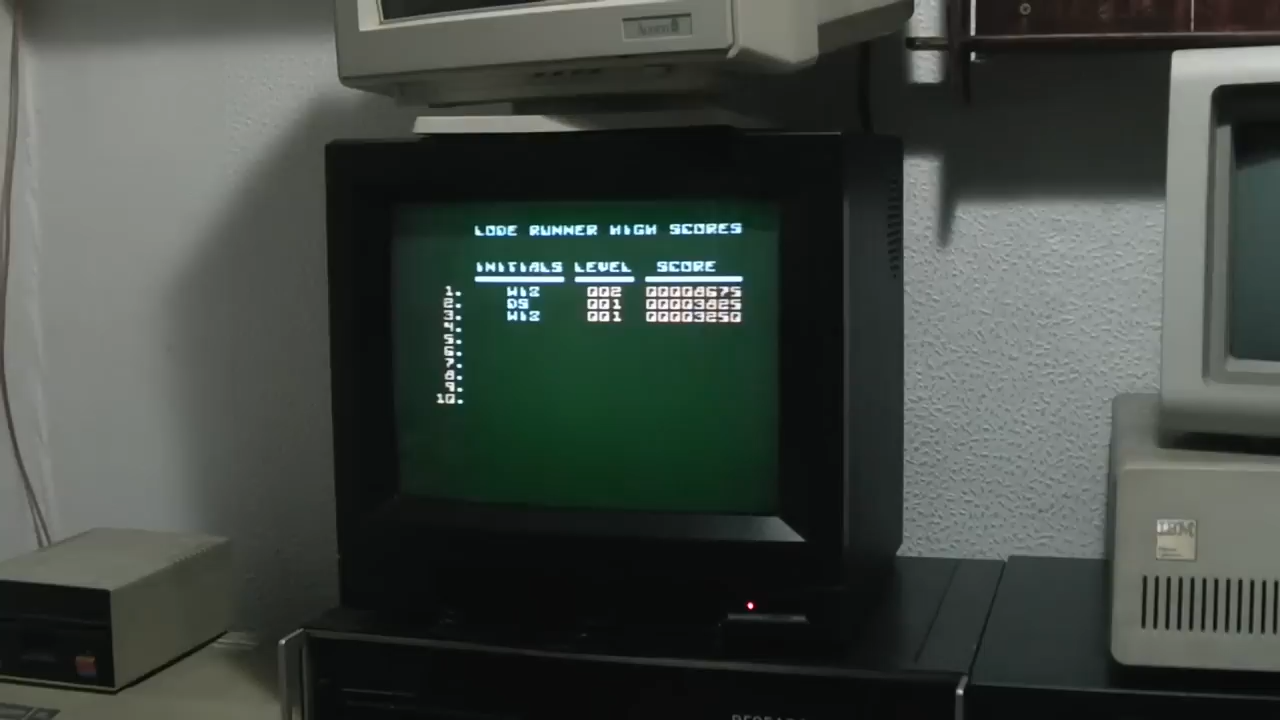 LODE RUNNER HIGH SCORES
INITIALS LEVEL SCORE
1. WIZ 002 00008675
2. DS 001 00003825
3. WIZ 001 00003250
4.
5.
6.
7.
8.
9.
10.
IBM